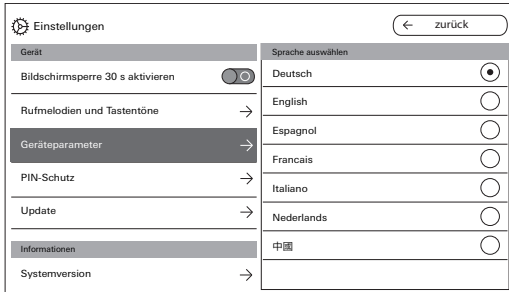 Einstellungen
← zurück
Gerät
Bildschirmsperre 30 s aktivieren
Rufmelodien und Tastentöne
Geräteparameter
PIN-Schutz
Update
Informationen
Systemversion
Sprache auswählen
Deutsch
English
Espagnol
Francais
Italiano
Nederlands
中國